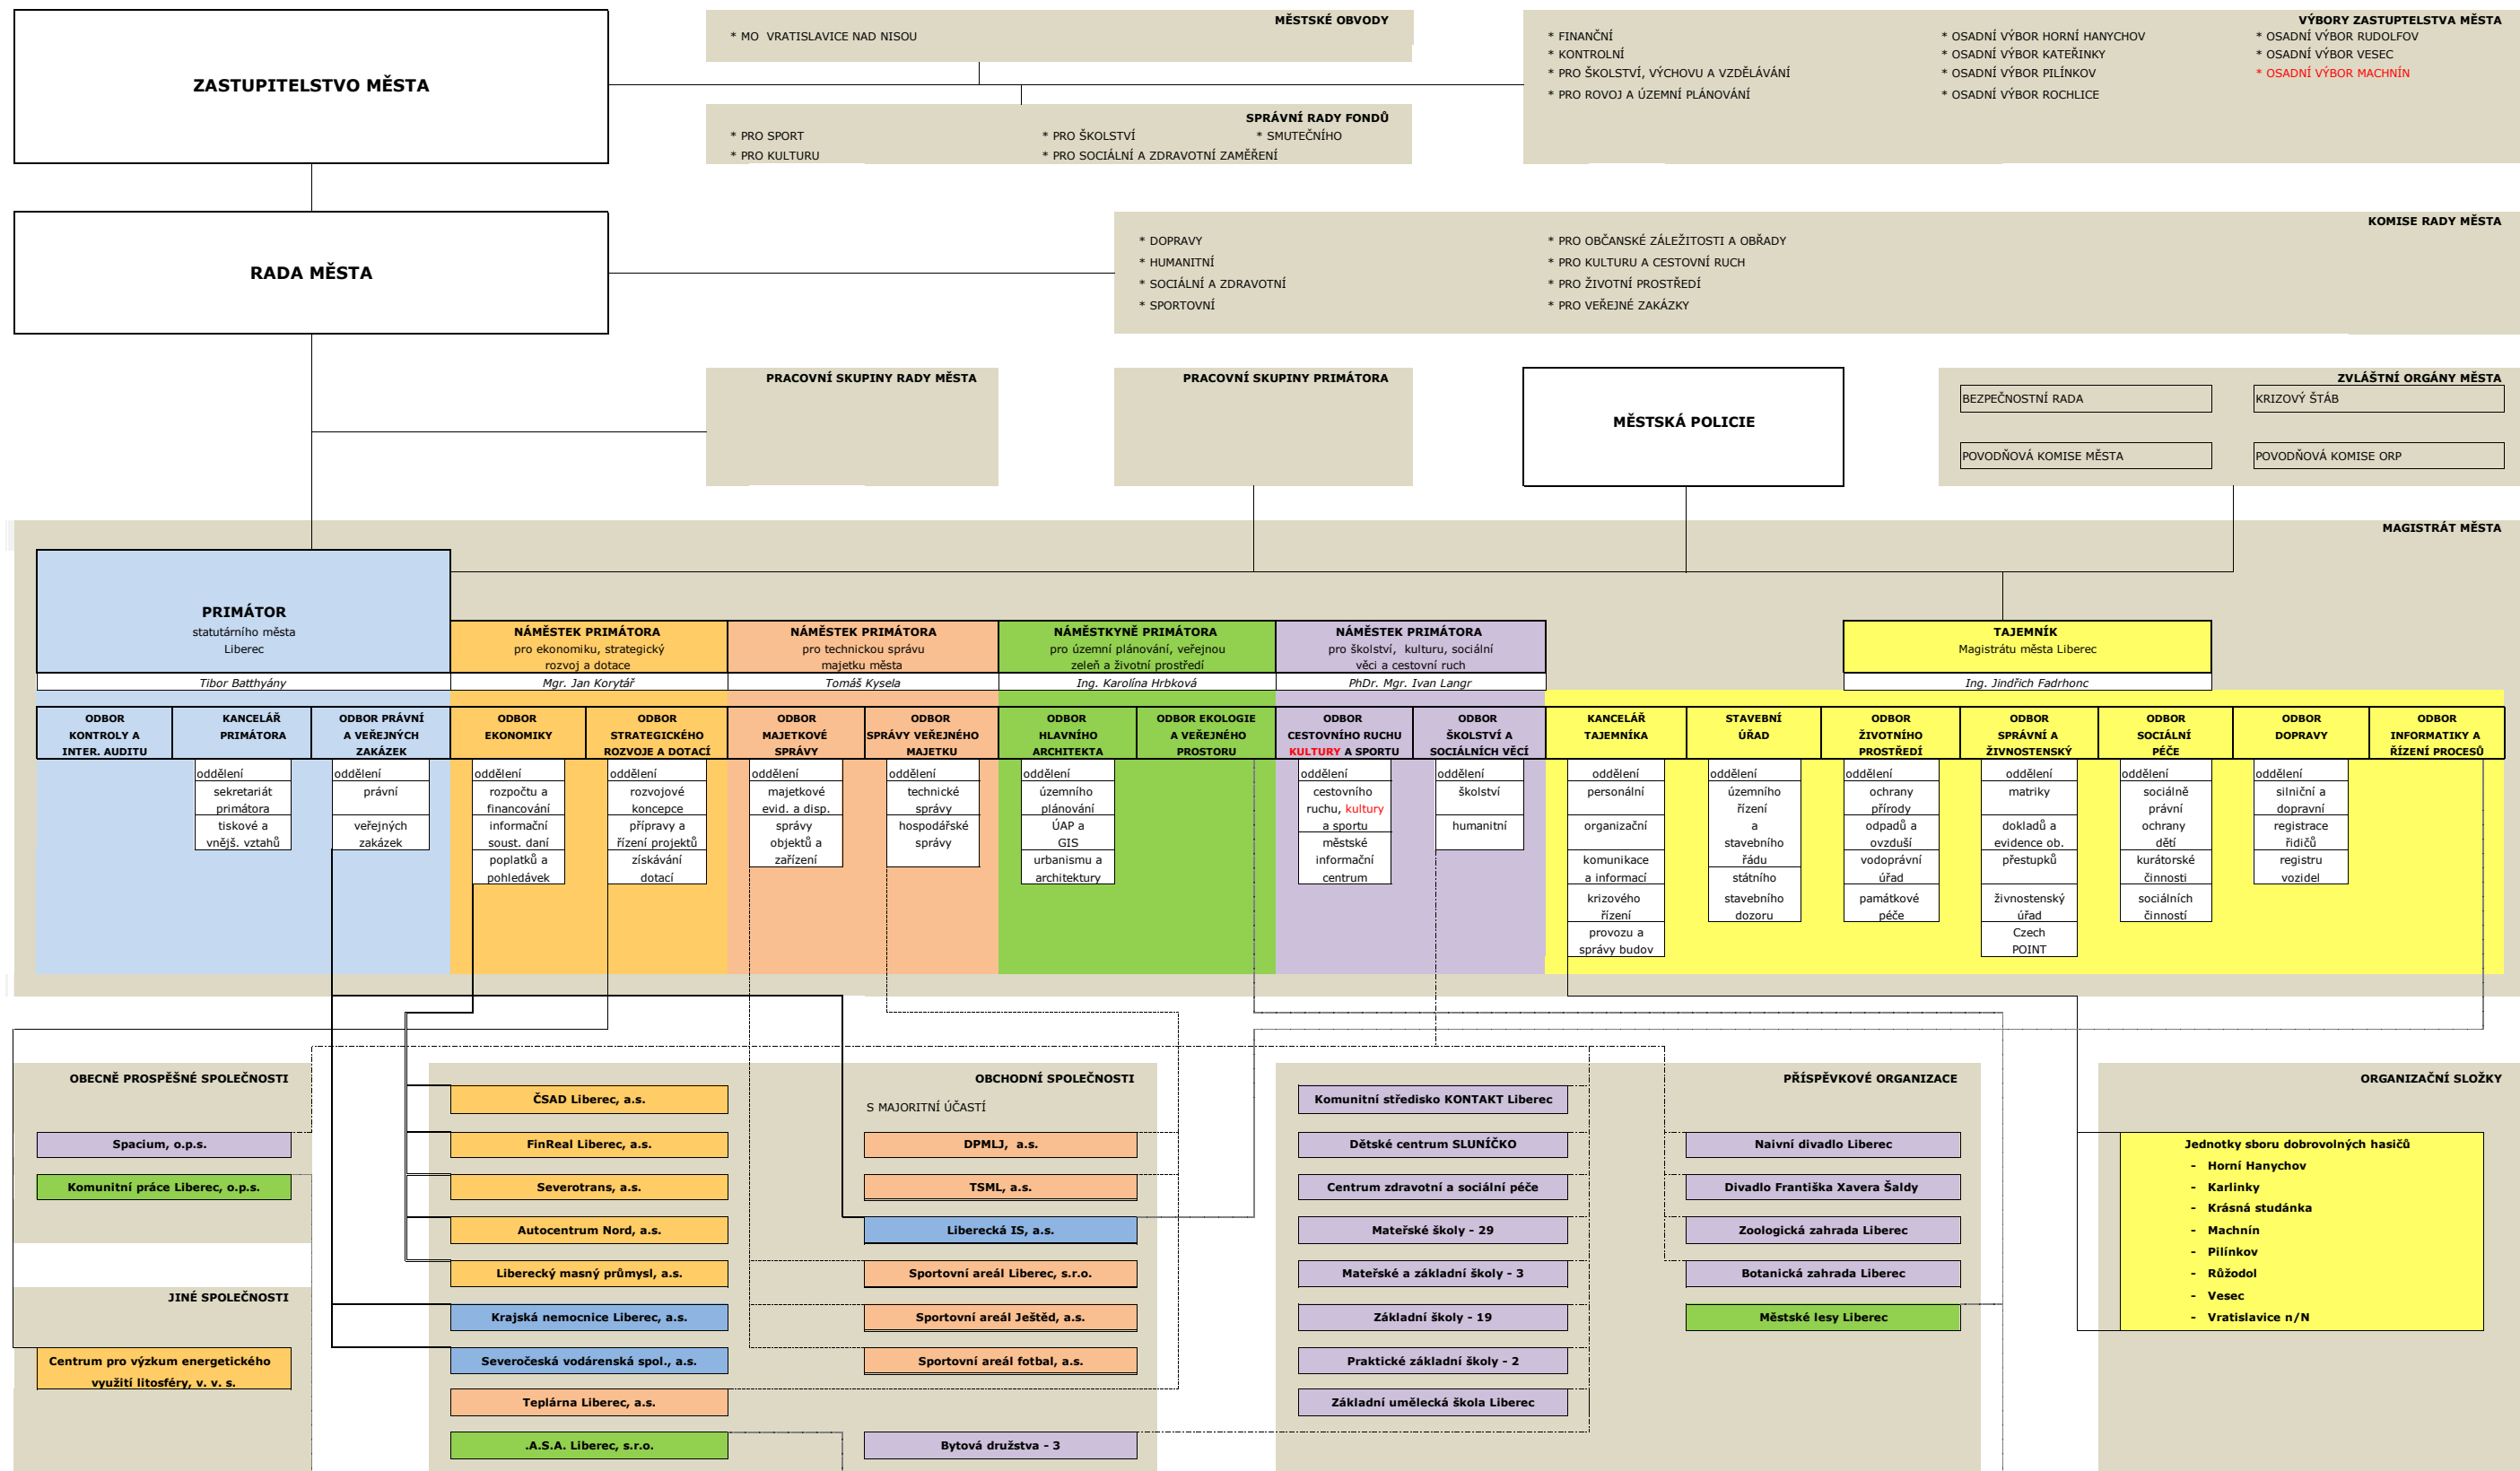 ZASTUPITELSTVO MĚSTA
MĚSTSKÉ OBVODY
* MO  VRATISLAVICE NAD NISOU
SPRÁVNÍ RADY FONDŮ
* PRO SPORT
* PRO ŠKOLSTVÍ
* SMUTEČNÍHO
* PRO KULTURU
* PRO SOCIÁLNÍ A ZDRAVOTNÍ ZAMĚŘENÍ
VÝBORY ZASTUPTELSTVA MĚSTA
* FINANČNÍ
* OSADNÍ VÝBOR HORNÍ HANYCHOV
* OSADNÍ VÝBOR RUDOLFOV
* KONTROLNÍ
* OSADNÍ VÝBOR KATEŘINKY
* OSADNÍ VÝBOR VESEC
* PRO ŠKOLSTVÍ, VÝCHOVU A VZDĚLÁVÁNÍ
* OSADNÍ VÝBOR PILÍNKOV
* OSADNÍ VÝBOR MACHNÍN
* PRO ROVOJ A ÚZEMNÍ PLÁNOVÁNÍ
* OSADNÍ VÝBOR ROCHLICE
RADA MĚSTA
KOMISE RADY MĚSTA
* DOPRAVY
* PRO OBČANSKÉ ZÁLEŽITOSTI A OBŘADY
* HUMANITNÍ
* PRO KULTURU A CESTOVNÍ RUCH
* SOCIÁLNÍ A ZDRAVOTNÍ
* PRO ŽIVOTNÍ PROSTŘEDÍ
* SPORTOVNÍ
* PRO VEŘEJNÉ ZAKÁZKY
PRACOVNÍ SKUPINY RADY MĚSTA
PRACOVNÍ SKUPINY PRIMÁTORA
MĚSTSKÁ POLICIE
ZVLÁŠTNÍ ORGÁNY MĚSTA
BEZPEČNOSTNÍ RADA
KRIZOVÝ ŠTÁB
POVODŇOVÁ KOMISE MĚSTA
POVODŇOVÁ KOMISE ORP
MAGISTRÁT MĚSTA
PRIMÁTOR
statutárního města
Liberec
Tibor Batthyány
NÁMĚSTEK PRIMÁTORA
pro ekonomiku, strategický
rozvoj a dotace
Mgr. Jan Korytář
NÁMĚSTEK PRIMÁTORA
pro technickou správu
majetku města
Tomáš Kysela
NÁMĚSTKYNĚ PRIMÁTORA
pro územní plánování, veřejnou
zeleň a životní prostředí
Ing. Karolína Hrbková
NÁMĚSTEK PRIMÁTORA
pro školství,  kulturu, sociální
věci a cestovní ruch
PhDr. Mgr. Ivan Langr
TAJEMNÍK
Magistrátu města Liberec
Ing. Jindřich Fadrhonc
ODBOR
KONTROLY A
INTER. AUDITU
KANCELÁŘ
PRIMÁTORA
oddělení
sekretariát
primátora
tiskové a
vnějš. vztahů
ODBOR PRÁVNÍ
A VEŘEJNÝCH
ZAKÁZEK
oddělení
právní
veřejných
zakázek
ODBOR
EKONOMIKY
oddělení
rozpočtu a
financování
informační
soust. daní
poplatků a
pohledávek
ODBOR
STRATEGICKÉHO
ROZVOJE A DOTACÍ
oddělení
rozvojové
koncepce
přípravy a
řízení projektů
získávání
dotací
ODBOR
MAJETKOVÉ
SPRÁVY
oddělení
majetkové
evid. a disp.
správy
objektů a
zařízení
ODBOR
SPRÁVY VEŘEJNÉHO
MAJETKU
oddělení
technické
správy
hospodářské
správy
ODBOR
HLAVNÍHO
ARCHITEKTA
oddělení
územního
plánování
ÚAP a
GIS
urbanismu a
architektury
ODBOR EKOLOGIE
A VEŘEJNÉHO
PROSTORU
ODBOR
CESTOVNÍHO RUCHU
KULTURY A SPORTU
oddělení
cestovního
ruchu, kultury
a sportu
městské
informační
centrum
ODBOR
ŠKOLSTVÍ A
SOCIÁLNÍCH VĚCÍ
oddělení
školství
humanitní
KANCELÁŘ
TAJEMNÍKA
oddělení
personální
organizační
komunikace
a informací
krizového
řízení
provozu a
správy budov
STAVEBNÍ
ÚŘAD
oddělení
územního
řízení
a
stavebního
řádu
státního
stavebního
dozoru
ODBOR
ŽIVOTNÍHO
PROSTŘEDÍ
oddělení
ochrany
přírody
odpadů a
ovzduší
vodoprávní
úřad
památkové
péče
ODBOR
SPRÁVNÍ A
ŽIVNOSTENSKÝ
oddělení
matriky
dokladů a
evidence ob.
přestupků
živnostenský
úřad
Czech
POINT
ODBOR
SOCIÁLNÍ
PÉČE
oddělení
sociálně
právní
ochrany
dětí
kurátorské
činnosti
sociálních
činností
ODBOR
DOPRAVY
oddělení
silniční a
dopravní
registrace
řidičů
registru
vozidel
ODBOR
INFORMATIKY A
ŘÍZENÍ PROCESŮ
OBECNĚ PROSPĚŠNÉ SPOLEČNOSTI
Spacium, o.p.s.
Komunitní práce Liberec, o.p.s.
JINÉ SPOLEČNOSTI
Centrum pro výzkum energetického
využití litosféry, v. v. s.
OBCHODNÍ SPOLEČNOSTI
S MAJORITNÍ ÚČASTÍ
ČSAD Liberec, a.s.
FinReal Liberec, a.s.
Severotrans, a.s.
Autocentrum Nord, a.s.
Liberecký masný průmysl, a.s.
Krajská nemocnice Liberec, a.s.
Severočeská vodárenská spol., a.s.
Teplárna Liberec, a.s.
.A.S.A. Liberec, s.r.o.
DPMLJ,  a.s.
TSML, a.s.
Liberecká IS, a.s.
Sportovní areál Liberec, s.r.o.
Sportovní areál Ještěd, a.s.
Sportovní areál fotbal, a.s.
Bytová družstva - 3
PŘÍSPĚVKOVÉ ORGANIZACE
Komunitní středisko KONTAKT Liberec
Dětské centrum SLUNÍČKO
Centrum zdravotní a sociální péče
Mateřské školy - 29
Mateřské a základní školy - 3
Základní školy - 19
Praktické základní školy - 2
Základní umělecká škola Liberec
Naivní divadlo Liberec
Divadlo Františka Xavera Šaldy
Zoologická zahrada Liberec
Botanická zahrada Liberec
Městské lesy Liberec
ORGANIZAČNÍ SLOŽKY
Jednotky sboru dobrovolných hasičů
- Horní Hanychov
- Karlinky
- Krásná studánka
- Machnín
- Pilínkov
- Růžodol
- Vesec
- Vratislavice n/N